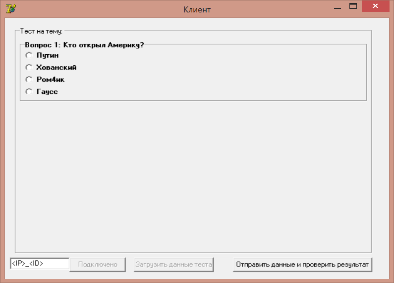 Клиент
Тест на тему:
Вопрос 1: Кто открыл Америку?
Путин
Хованский
Ром4ик
Гаусс
<IP>_<ID>
Подключено
Загрузить данные теста
Отправить данные и проверить результат